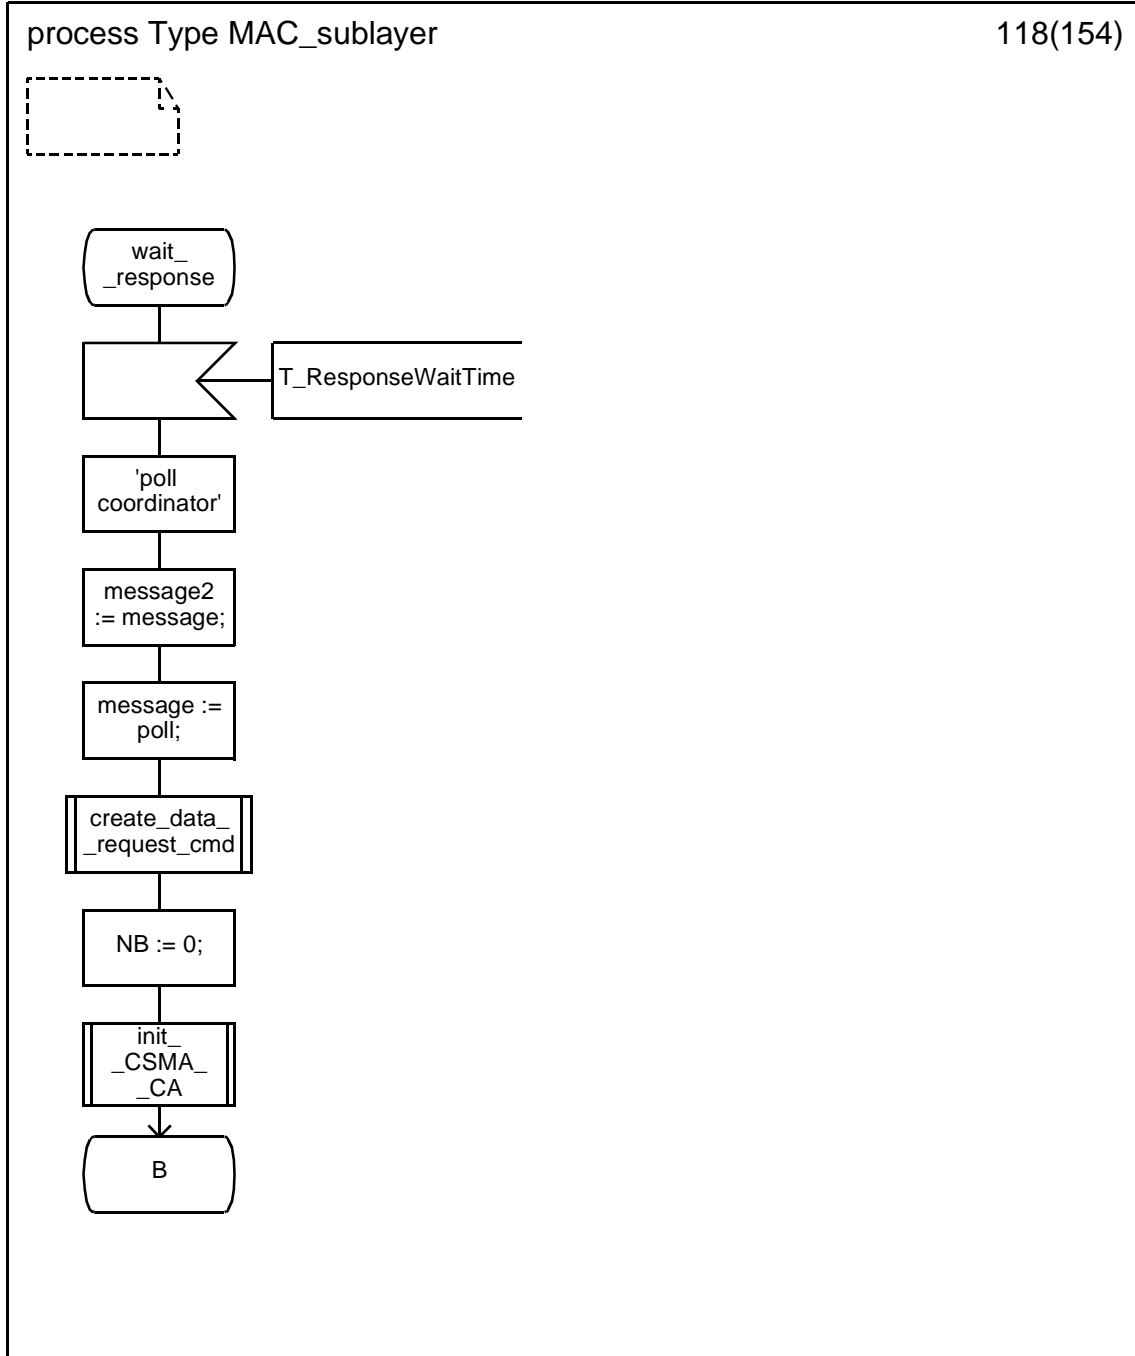 process Type MAC_sublayer 118(154)
wait_
_response
T_ResponseWaitTime
'poll
coordinator'
message2
:= message;
message :=
poll;
create_data_
_request_cmd
NB := 0;
init_
_CSMA_
_CA
B